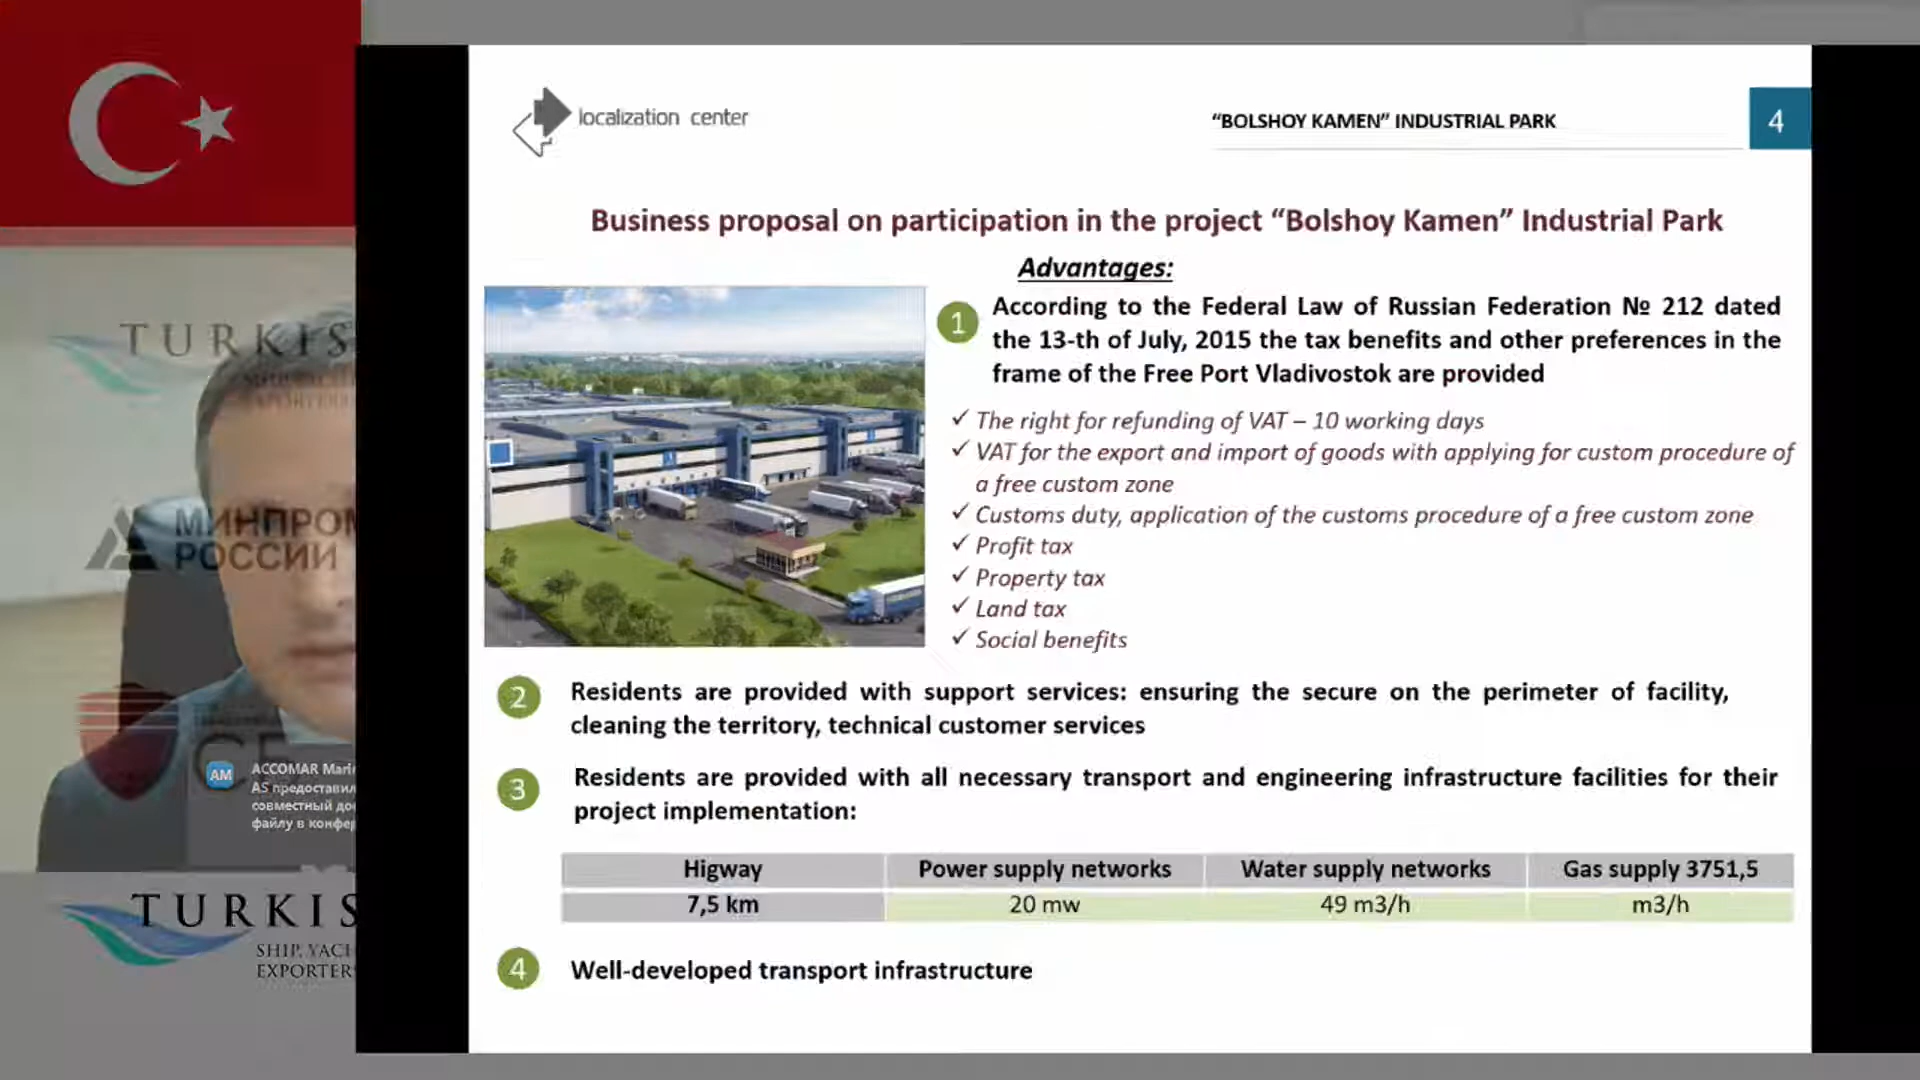 localization center
“BOLSHOY KAMEN” INDUSTRIAL PARK
4
Business proposal on participation in the project “Bolshoy Kamen” Industrial Park
Advantages:
1
According to the Federal Law of Russian Federation № 212 dated
the 13-th of July, 2015 the tax benefits and other preferences in the
frame of the Free Port Vladivostok are provided
✓ The right for refunding of VAT – 10 working days
✓ VAT for the export and import of goods with applying for custom procedure of
a free custom zone
✓ Customs duty, application of the customs procedure of a free custom zone
✓ Profit tax
✓ Property tax
✓ Land tax
✓ Social benefits
2
Residents are provided with support services: ensuring the secure on the perimeter of facility,
cleaning the territory, technical customer services
3
Residents are provided with all necessary transport and engineering infrastructure facilities for their
project implementation:
Higway Power supply networks Water supply networks Gas supply 3751,5
7,5 km 20 mw 49 m3/h m3/h
4
Well-developed transport infrastructure
TURKIS
МИНПРОМ
РОССИИ
AM
ACCOMAR Mari
AS предоставил
совместный до
файлу в конфер
TURKIS
SHIP, YACH
EXPORTER